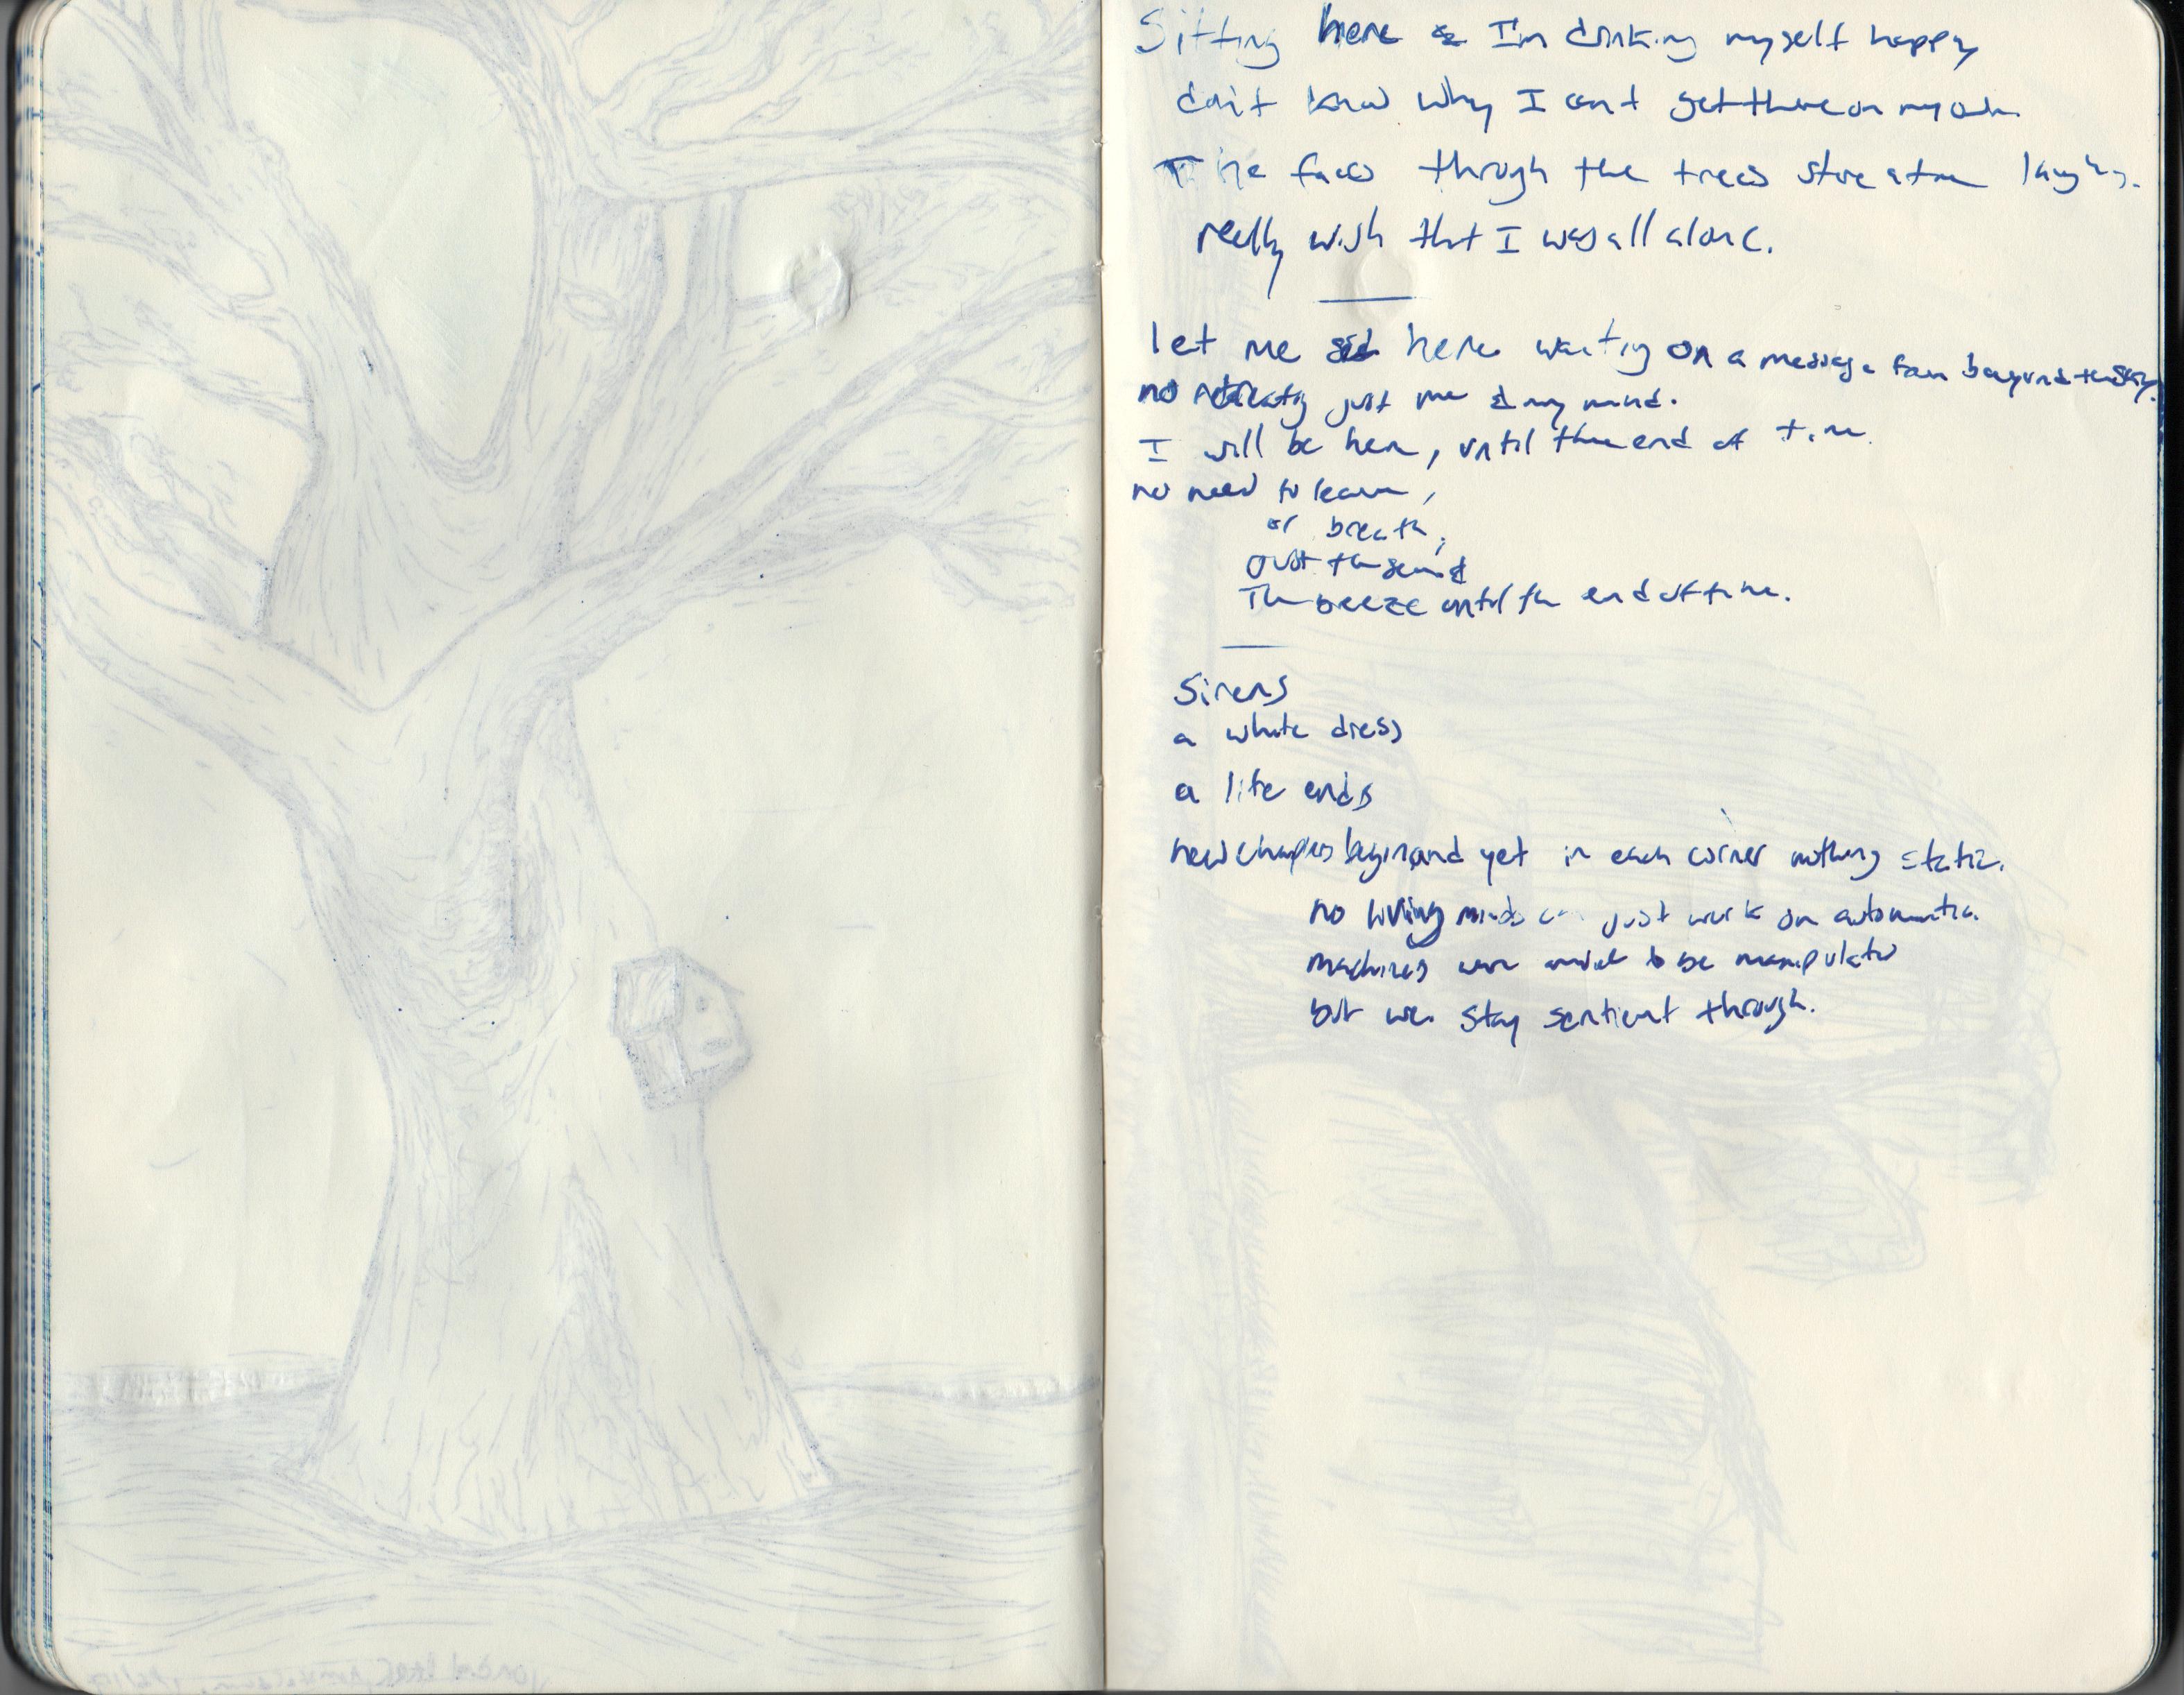 Sitting here & I'm drinking myself happy
don't know why I can't get there on my own.
The faces through the trees stare at me laughing.
really wish that I was all alone.
let me sit here waiting on a message from beyond the sky.
no just me & my mind.
I will be here, until the end of time.
no need to leave,
or breath,
just the sound
The breeze until the end of time.
Sirens
a white dress
a life ends
new chapters begin, and yet in each corner nothing static.
no living minds can just work on automatic.
machines were made to be manipulated
but we stay sentient through.